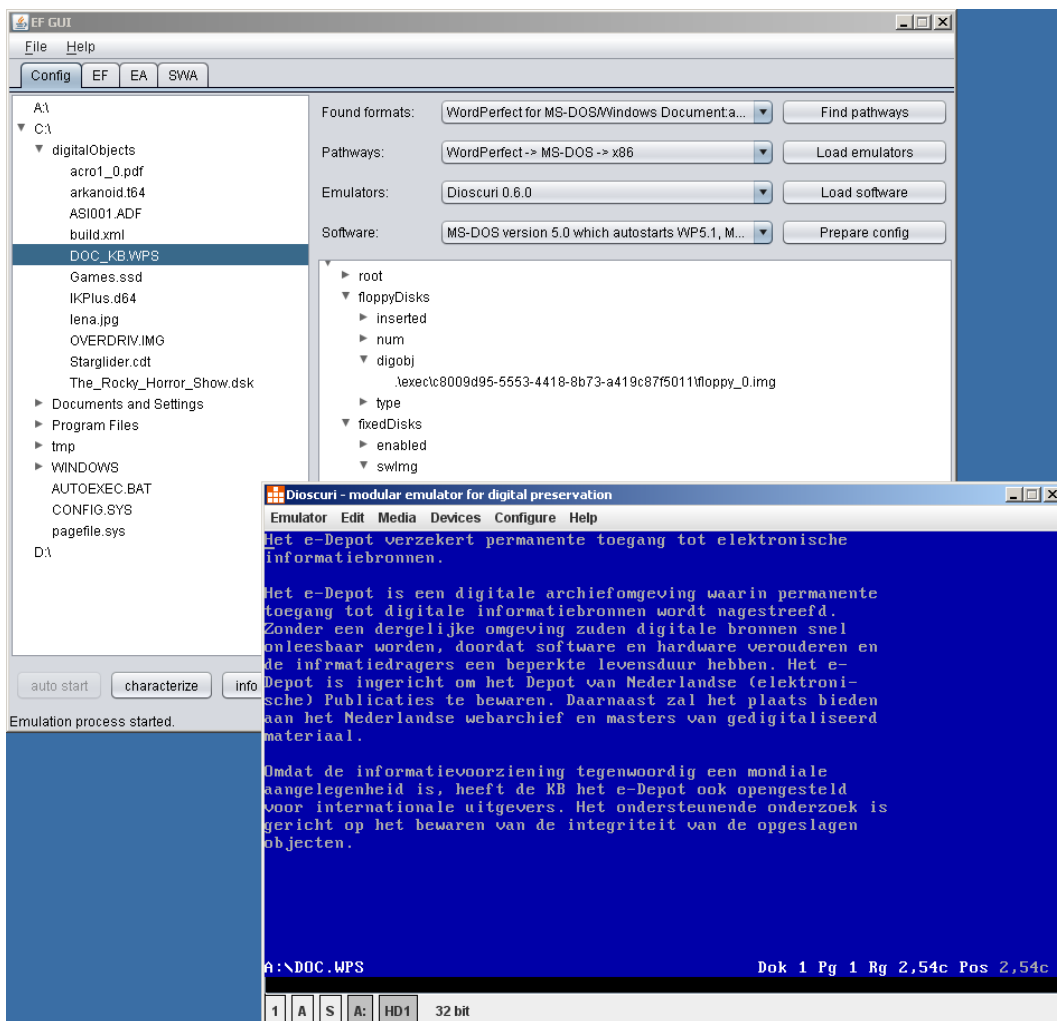 EF GUI
File Help
Config EF EA SWA
A:\
C:\
digitalObjects
acro1_0.pdf
arkanoid.t64
ASI001.ADF
build.xml
DOC_KB.WPS
Games.ssd
IKPlus.d64
lena.jpg
OVERDRIV.IMG
Starglider.cdt
The_Rocky_Horror_Show.dsk
Documents and Settings
Program Files
tmp
WINDOWS
AUTOEXEC.BAT
CONFIG.SYS
pagefile.sys
D:\
auto start characterize info
Emulation process started.
Found formats: WordPerfect for MS-DOS/Windows Document:a... Find pathways
Pathways: WordPerfect -> MS-DOS -> x86 Load emulators
Emulators: Dioscuri 0.6.0 Load software
Software: MS-DOS version 5.0 which autostarts WP5.1, M... Prepare config
root
floppyDisks
inserted
num
digobj
.\exec\c8009d95-5553-4418-8b73-a419c87f5011\floppy_0.img
type
fixedDisks
enabled
swImg
Dioscuri - modular emulator for digital preservation
Emulator Edit Media Devices Configure Help
Het e-Depot verzekert permanente toegang tot elektronische
informatiebronnen.
Het e-Depot is een digitale archiefomgeving waarin permanente
toegang tot digitale informatiebronnen wordt nagestreefd.
Zonder een dergelijke omgeving zuden digitale bronnen snel
onleesbaar worden, doordat software en hardware verouderen en
de infrmatiedragers een beperkte levensduur hebben. Het e-
Depot is ingericht om het Depot van Nederlandse (elektroni-
sche) Publicaties te bewaren. Daarnaast zal het plaats bieden
aan het Nederlandse webarchief en masters van gedigitaliseerd
materiaal.
Omdat de informatievoorziening tegenwoordig een mondiale
aangelegenheid is, heeft de KB het e-Depot ook opengesteld
voor internationale uitgevers. Het ondersteunende onderzoek is
gericht op het bewaren van de integriteit van de opgeslagen
objecten.
A:\DOC.WPS Dok 1 Pg 1 Rg 2,54c Pos 2,54c
1 A S A: HD1 32 bit